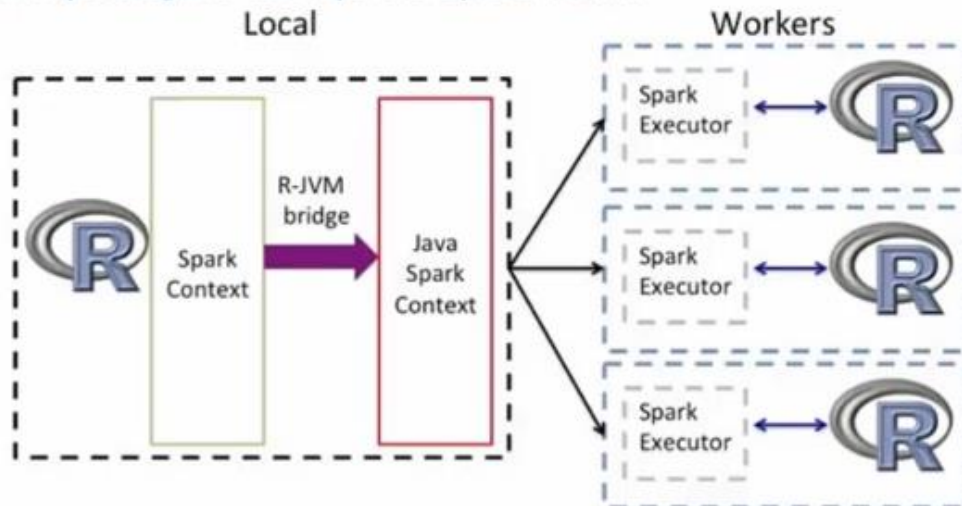 Local
Workers
R
Spark
Context
R-JVM
bridge
Java
Spark
Context
Spark
Executor
R
Spark
Executor
R
Spark
Executor
R